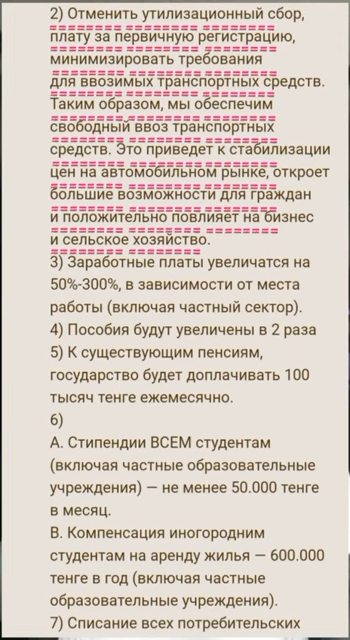 2) Отменить утилизационный сбор,
плату за первичную регистрацию,
минимизировать требования
для ввозимых транспортных средств.
Таким образом, мы обеспечим
свободный ввоз транспортных
средств. Это приведет к стабилизации
цен на автомобильном рынке, откроет
большие возможности для граждан
и положительно повлияет на бизнес
и сельское хозяйство.
3) Заработные платы увеличатся на
50%-300%, в зависимости от места
работы (включая частный сектор).
4) Пособия будут увеличены в 2 раза
5) К существующим пенсиям,
государство будет доплачивать 100
тысяч тенге ежемесячно.
6)
А. Стипендии ВСЕМ студентам
(включая частные образовательные
учреждения) — не менее 50.000 тенге
в месяц.
В. Компенсация иногородним
студентам на аренду жилья — 600.000
тенге в год (включая частные
образовательные учреждения).
7) Списание всех потребительских